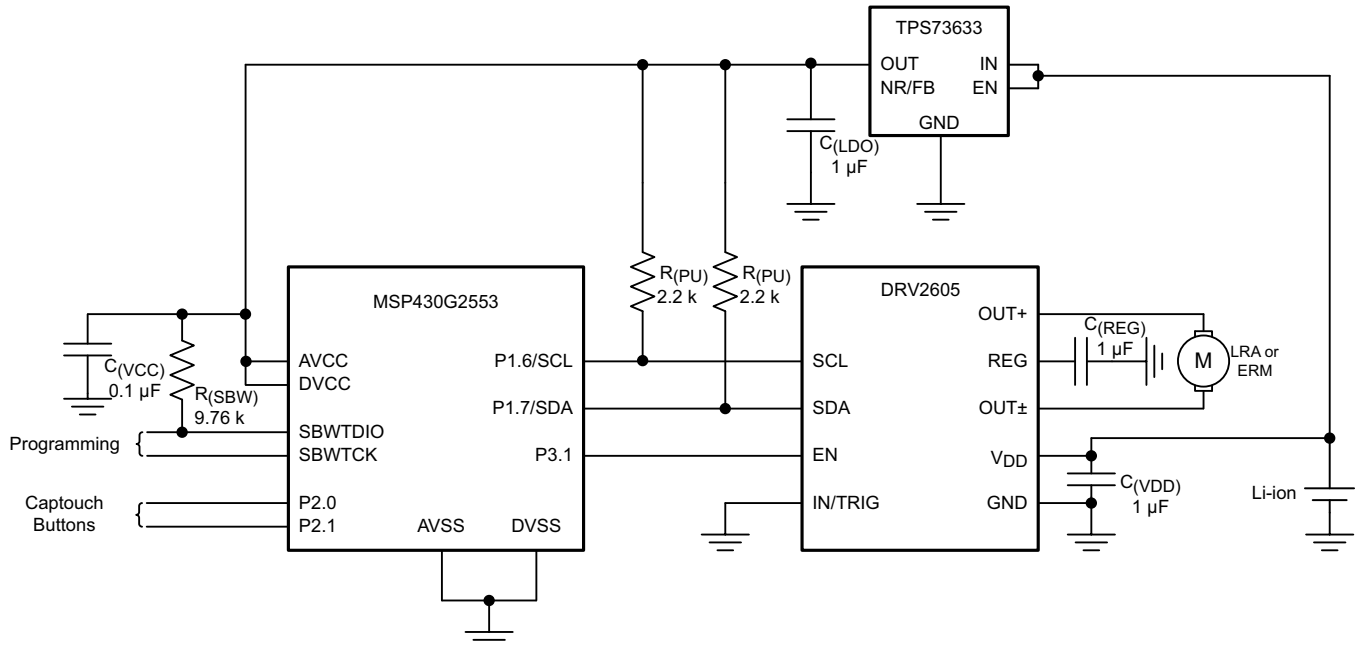 TPS73633
OUT
IN
NR/FB
EN
GND
C(LDO)
1 µF
R(PU)
2.2 k
R(PU)
2.2 k
MSP430G2553
DRV2605
OUT+
C(REG)
1 µF
C(VCC)
0.1 µF
R(SBW)
9.76 k
AVCC
DVCC
P1.6/SCL
SCL
REG
M
LRA or
ERM
P1.7/SDA
SDA
OUT±
Programming
SBWTDIO
SBWTCK
P3.1
EN
VDD
C(VDD)
1 µF
Li-ion
Captouch
Buttons
P2.0
P2.1
AVSS
DVSS
IN/TRIG
GND